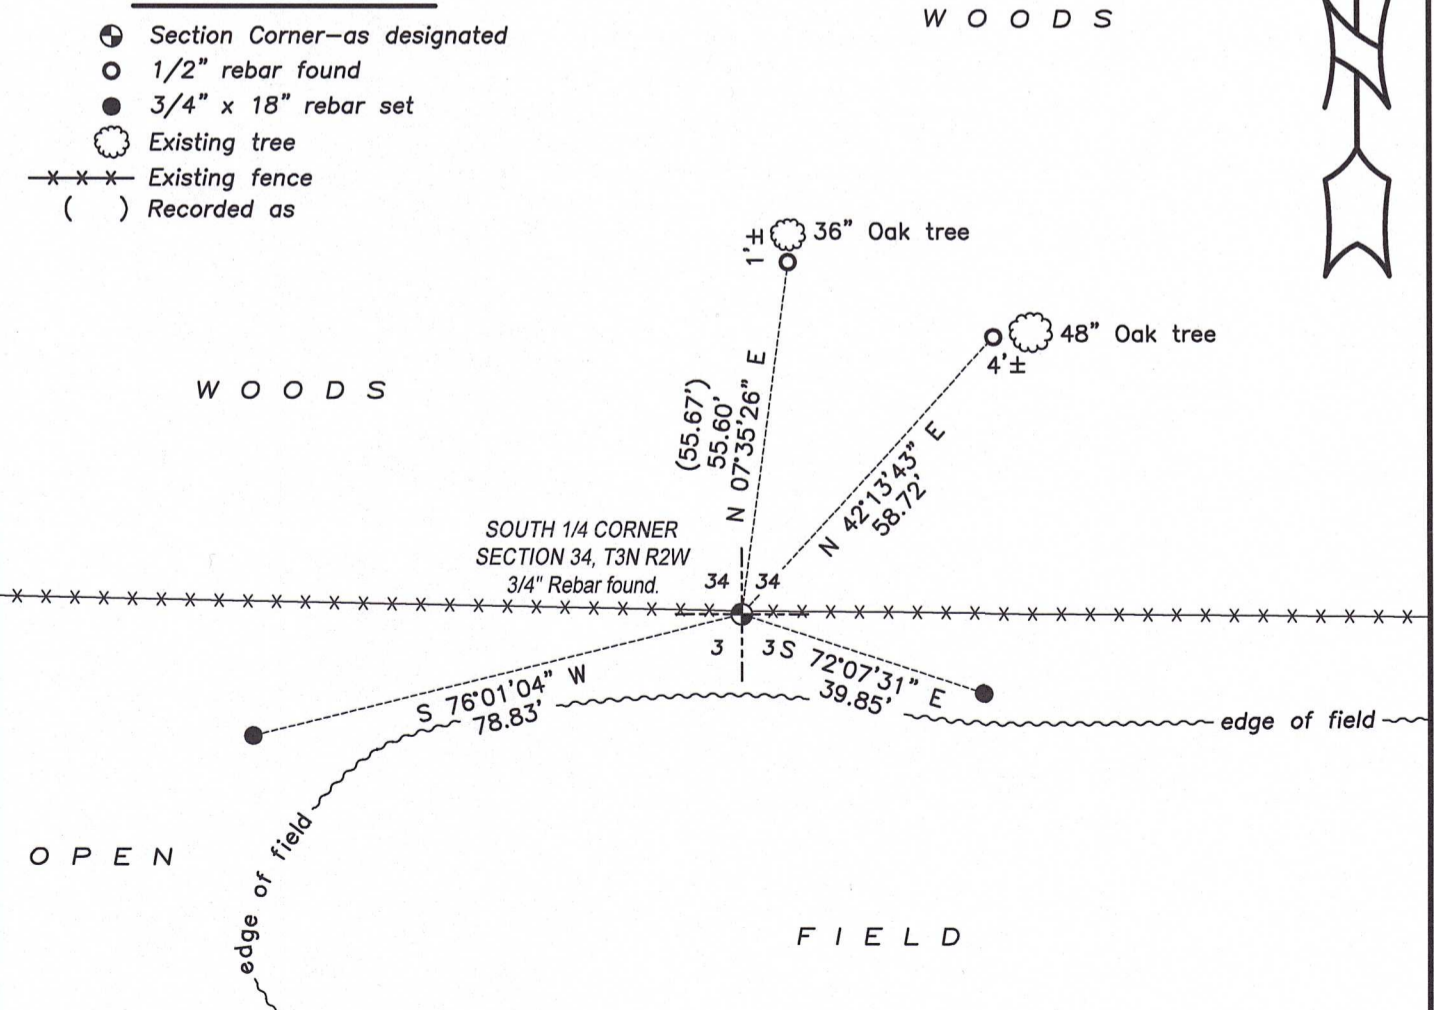 Section Corner-as designated
1/2" rebar found
3/4" x 18" rebar set
Existing tree
Existing fence
( ) Recorded as
WOODS
1'± 36" Oak tree
48" Oak tree
4'±
WOODS
(55.67')
55.60'
N 07°35'26" E
N 42°13'43" E
58.72'
SOUTH 1/4 CORNER
SECTION 34, T3N R2W
3/4" Rebar found.
34 34
3 3
S 76°01'04" W
78.83'
S 72°07'31" E
39.85'
edge of field
edge of field
OPEN
FIELD